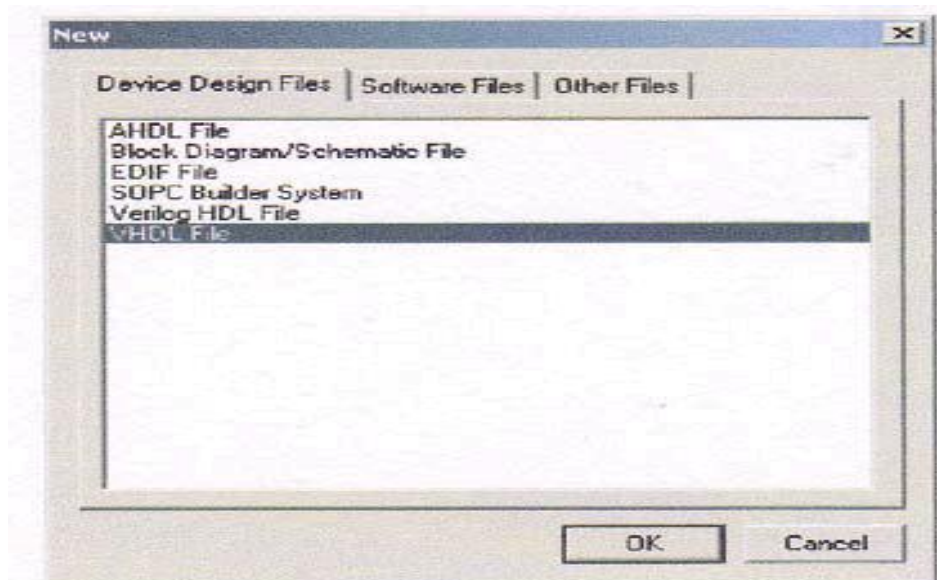 New
Device Design Files | Software Files | Other Files
AHDL File
Block Diagram/Schematic File
EDIF File
SOPC Builder System
Verilog HDL File
VHDL File
OK Cancel